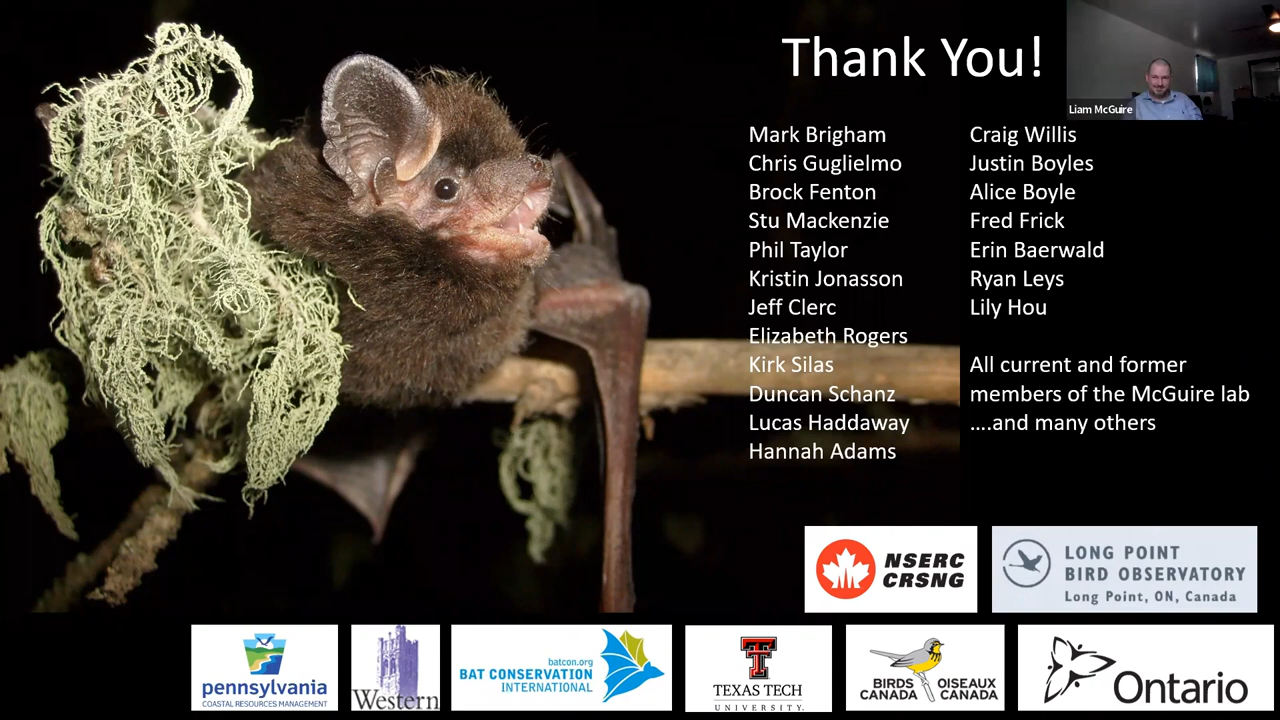 Thank You!
Liam McGuire
Mark Brigham
Chris Guglielmo
Brock Fenton
Stu Mackenzie
Phil Taylor
Kristin Jonasson
Jeff Clerc
Elizabeth Rogers
Kirk Silas
Duncan Schanz
Lucas Haddaway
Hannah Adams
Craig Willis
Justin Boyles
Alice Boyle
Fred Frick
Erin Baerwald
Ryan Leys
Lily Hou
All current and former
members of the McGuire lab
....and many others
NSERC
CRSNG
LONG POINT
BIRD OBSERVATORY
Long Point, ON, Canada
pennsylvania
COASTAL RESOURCES MANAGEMENT
Western
batcon.org
BAT CONSERVATION
INTERNATIONAL
TEXAS TECH
UNIVERSITY.
BIRDS CANADA
OISEAUX CANADA
Ontario